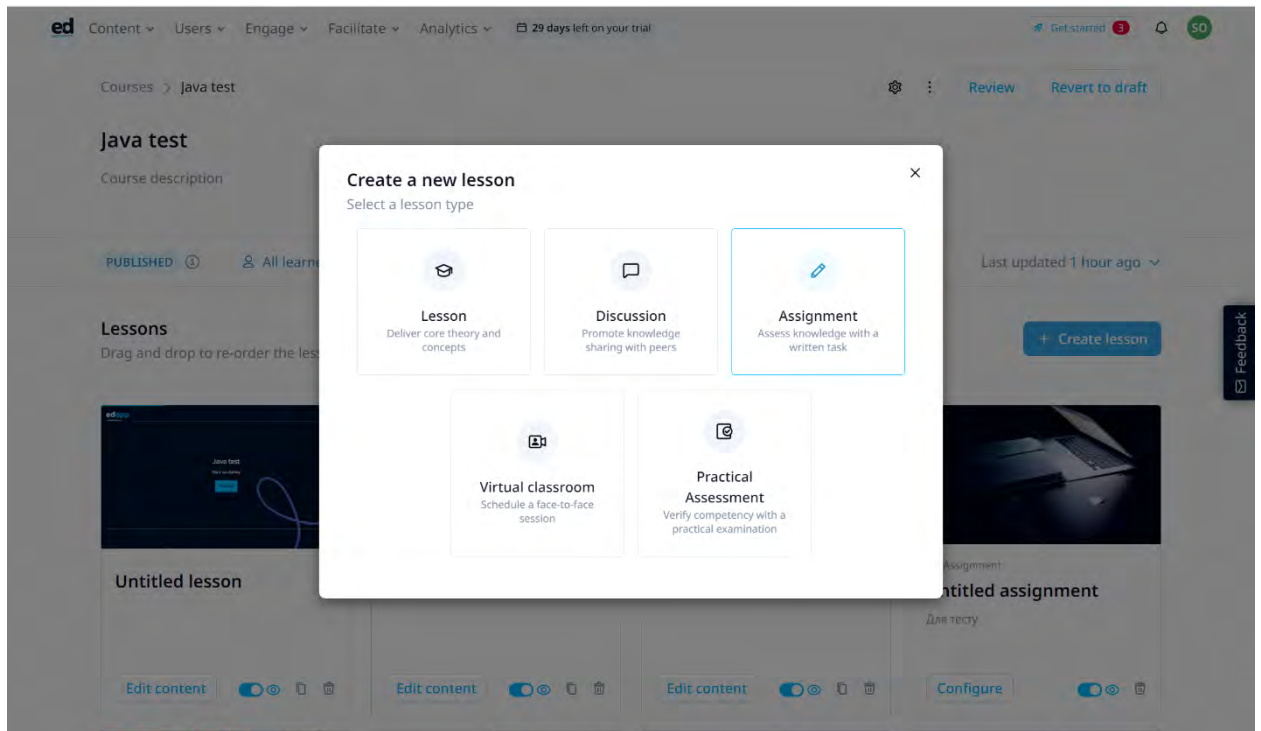 ed Content Users Engage Facilitate Analytics 29 days left on your trial Get started 3 SO
Courses > Java test Review Revert to draft
Java test
Course description
Create a new lesson
Select a lesson type
PUBLISHED All learne Last updated 1 hour ago
Lesson
Deliver core theory and
concepts
Discussion
Promote knowledge
sharing with peers
Assignment
Assess knowledge with a
written task
Lessons
Drag and drop to re-order the les
+ Create lesson
Feedback
Virtual classroom
Schedule a face-to-face
session
Practical
Assessment
Verify competency with a
practical examination
edapp
Java test
Untitled lesson
Assignment
ntitled assignment
Для тесту
Edit content Edit content Edit content Configure